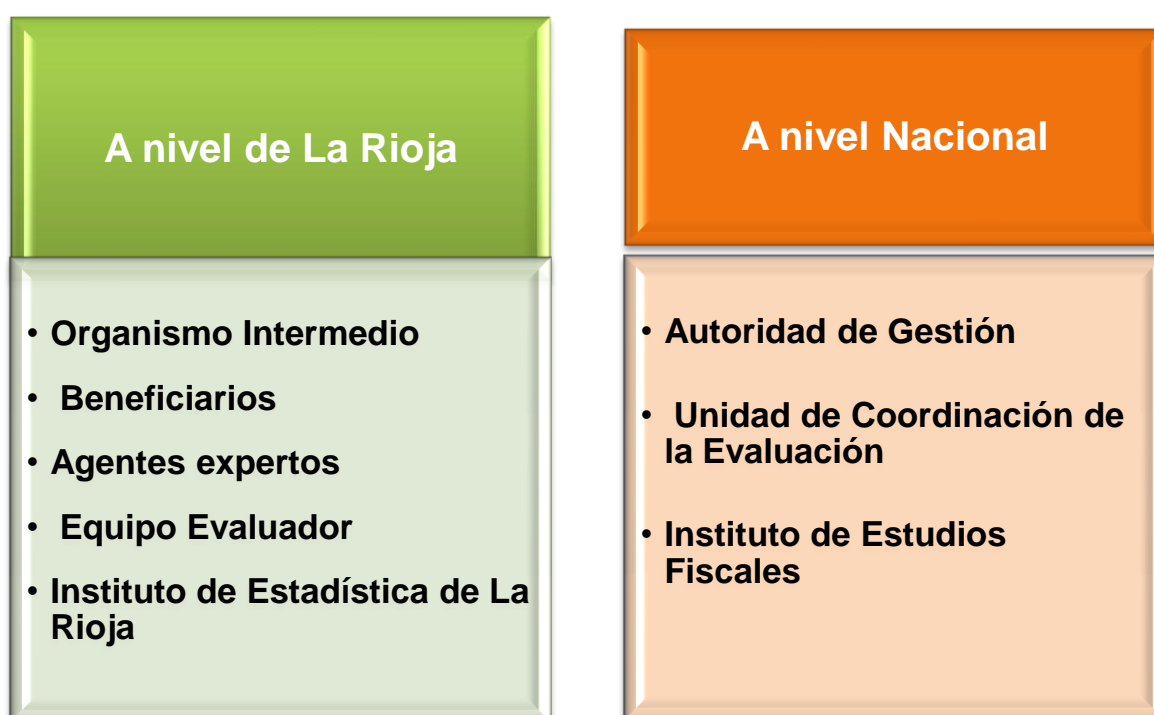 A nivel de La Rioja
• Organismo Intermedio
• Beneficiarios
• Agentes expertos
• Equipo Evaluador
• Instituto de Estadística de La
Rioja
A nivel Nacional
• Autoridad de Gestión
• Unidad de Coordinación de
la Evaluación
• Instituto de Estudios
Fiscales